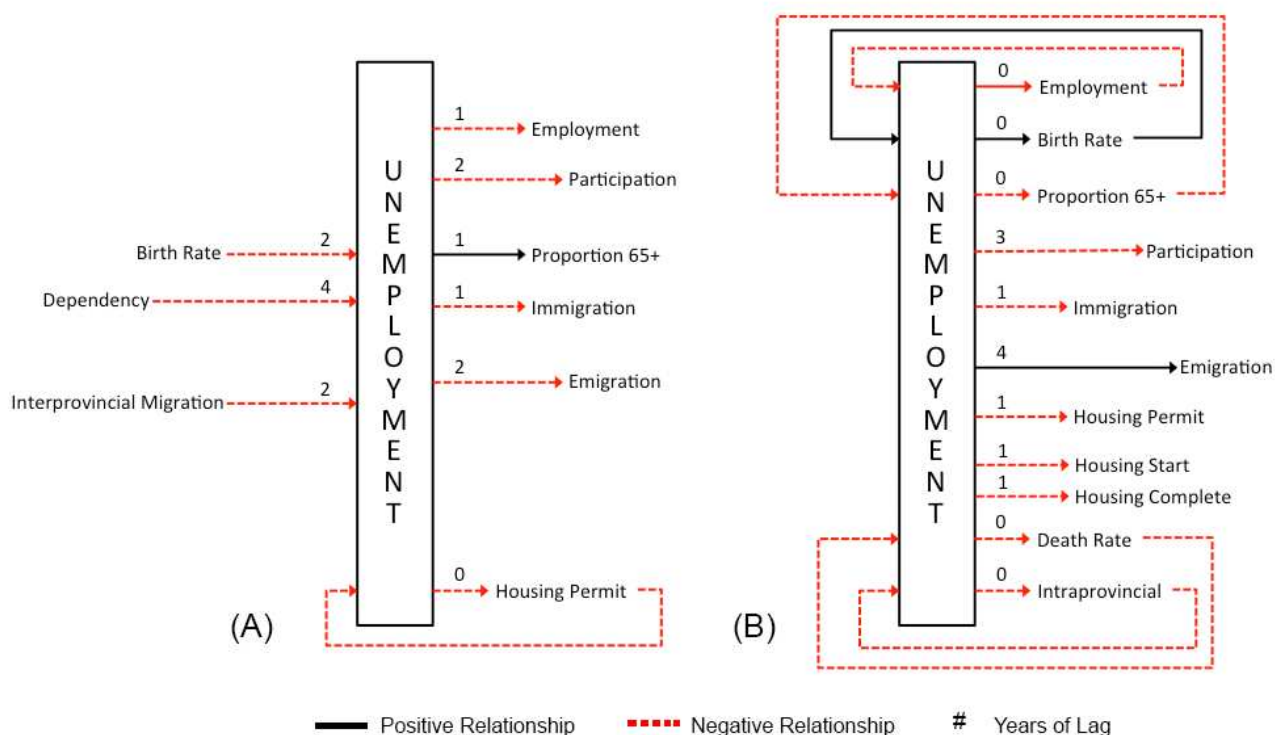 1
Employment
2
Participation
2
Birth Rate
1
Proportion 65+
4
Dependency
1
Immigration
2
Emigration
2
Interprovincial Migration
0
Housing Permit
UNEMPLOYMENT
(A)
0
Employment
0
Birth Rate
0
Proportion 65+
3
Participation
1
Immigration
4
Emigration
1
Housing Permit
1
Housing Start
1
Housing Complete
0
Death Rate
0
Intraprovincial
UNEMPLOYMENT
(B)
Positive Relationship
Negative Relationship
# Years of Lag